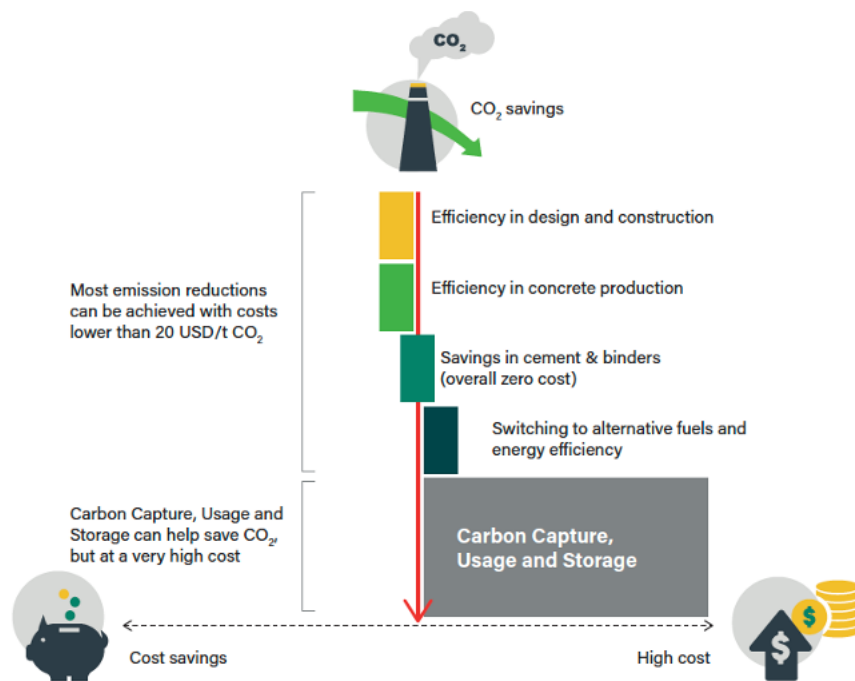 CO₂
CO₂ savings
Efficiency in design and construction
Efficiency in concrete production
Most emission reductions
can be achieved with costs
lower than 20 USD/t CO₂
Savings in cement & binders
(overall zero cost)
Switching to alternative fuels and
energy efficiency
Carbon Capture, Usage and
Storage can help save CO₂,
but at a very high cost
Carbon Capture,
Usage and Storage
$
$
Cost savings
High cost